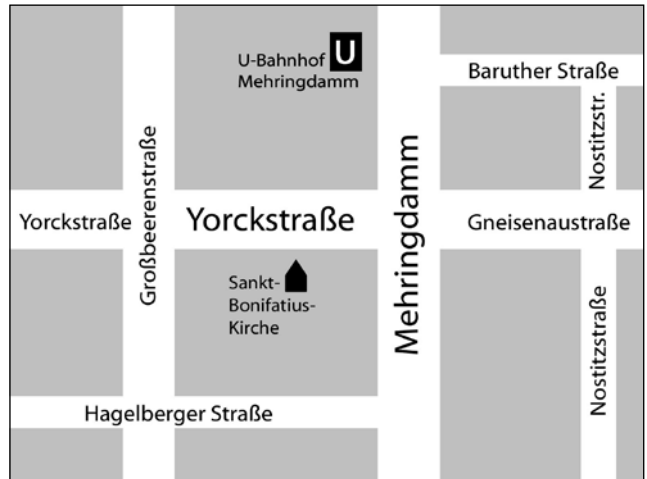 U-Bahnhof U
Mehringdamm
Baruther Straße
Nostitzstr.
Großbeerenstraße
Mehringdamm
Yorckstraße
Yorckstraße
Gneisenaustraße
Sankt-
Bonifatius-
Kirche
Nostitzstraße
Hagelberger Straße